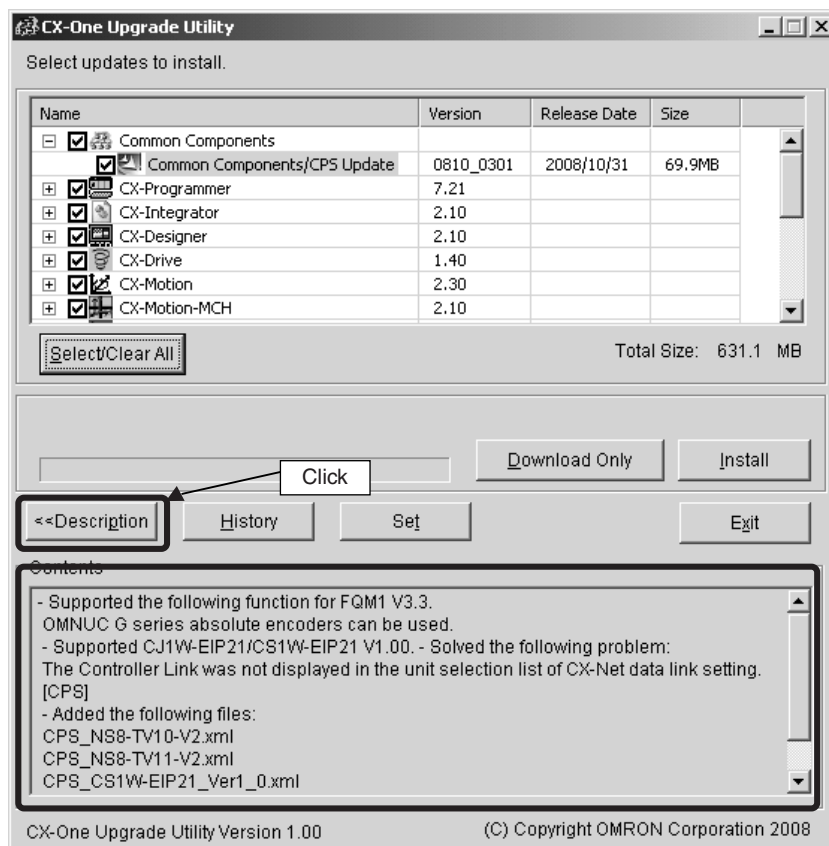 CX-One Upgrade Utility
Select updates to install.
Name Version Release Date Size
Common Components
Common Components/CPS Update 0810_0301 2008/10/31 69.9MB
CX-Programmer 7.21
CX-Integrator 2.10
CX-Designer 2.10
CX-Drive 1.40
CX-Motion 2.30
CX-Motion-MCH 2.10
Select/Clear All Total Size: 631.1 MB
Download Only Install
Click
<<Description History Set Exit
Contents
- Supported the following function for FQM1 V3.3.
OMNUC G series absolute encoders can be used.
- Supported CJ1W-EIP21/CS1W-EIP21 V1.00. - Solved the following problem:
The Controller Link was not displayed in the unit selection list of CX-Net data link setting.
[CPS]
- Added the following files:
CPS_NS8-TV10-V2.xml
CPS_NS8-TV11-V2.xml
CPS_CS1W-EIP21_Ver1_0.xml
CX-One Upgrade Utility Version 1.00 (C) Copyright OMRON Corporation 2008